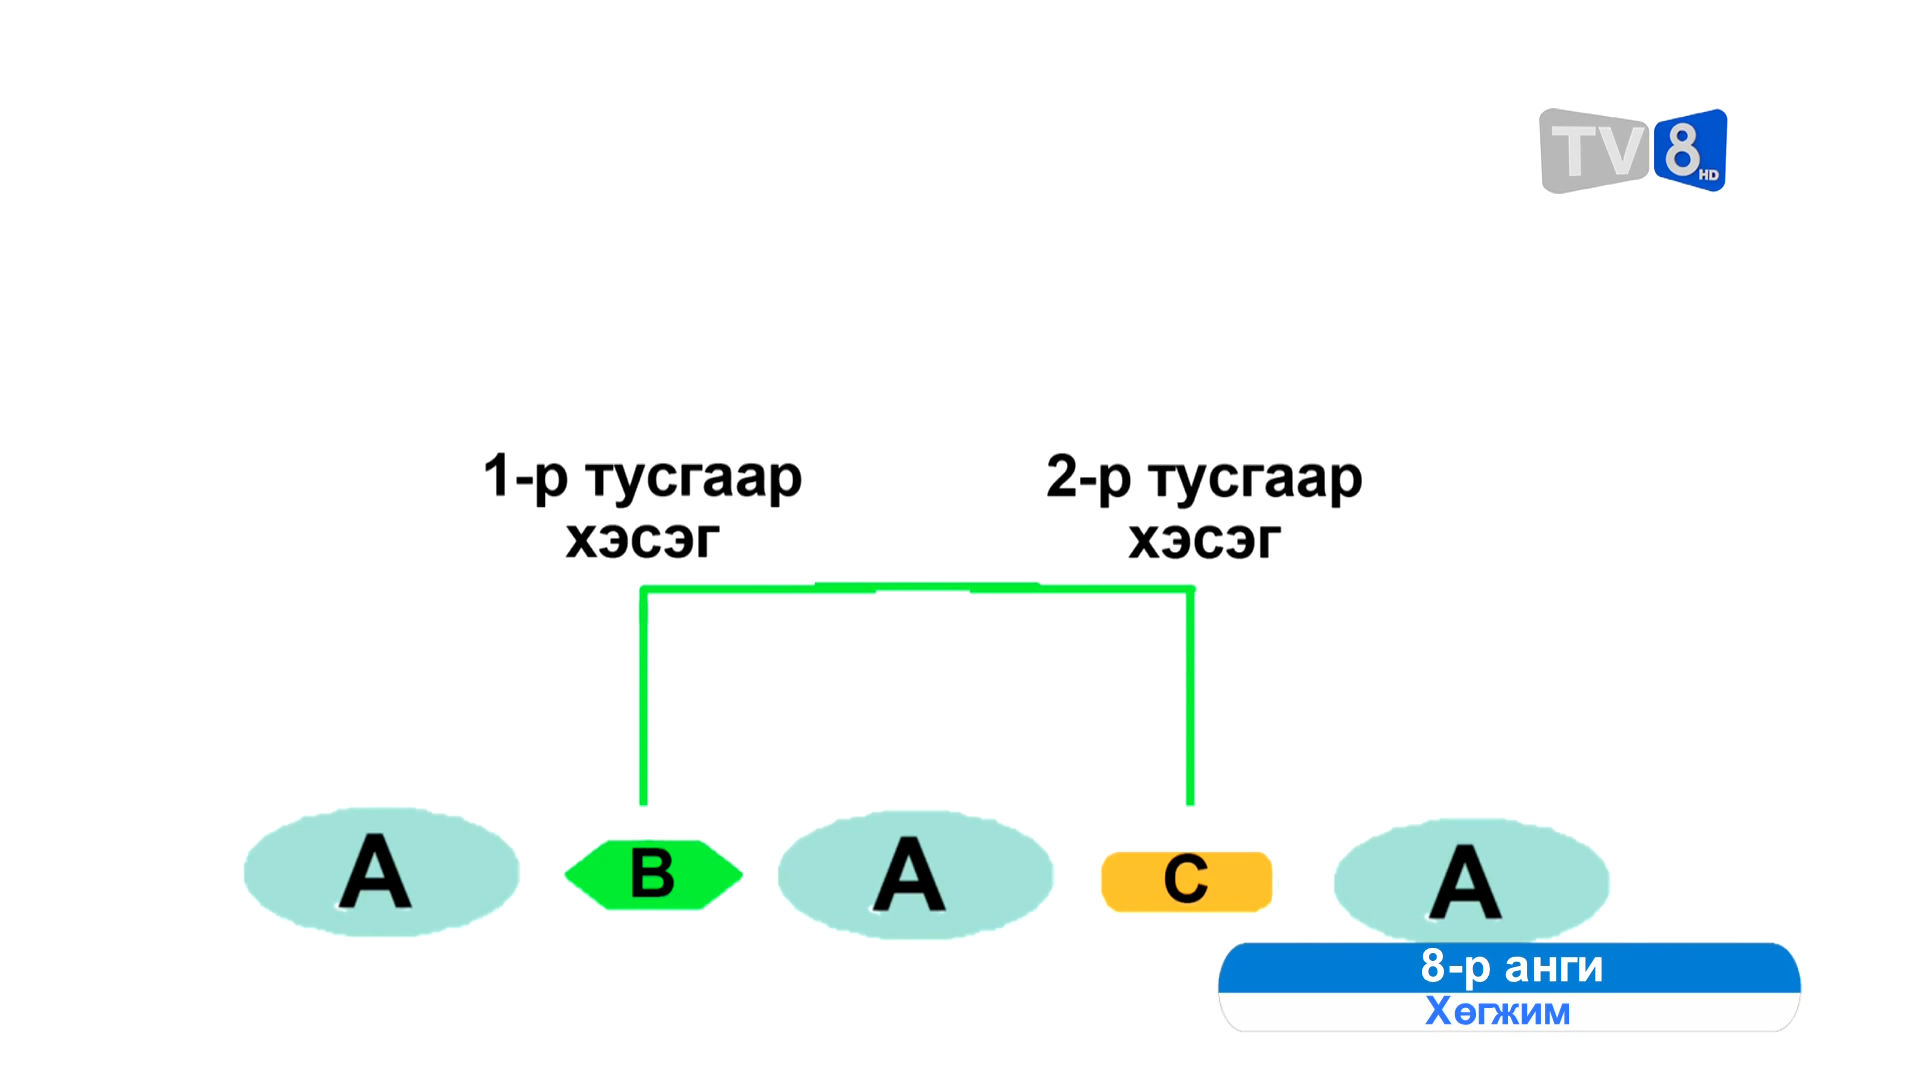 TV8 HD
1-р тусгаар
хэсэг
2-р тусгаар
хэсэг
A
B
A
C
A
8-р анги
Хөгжим